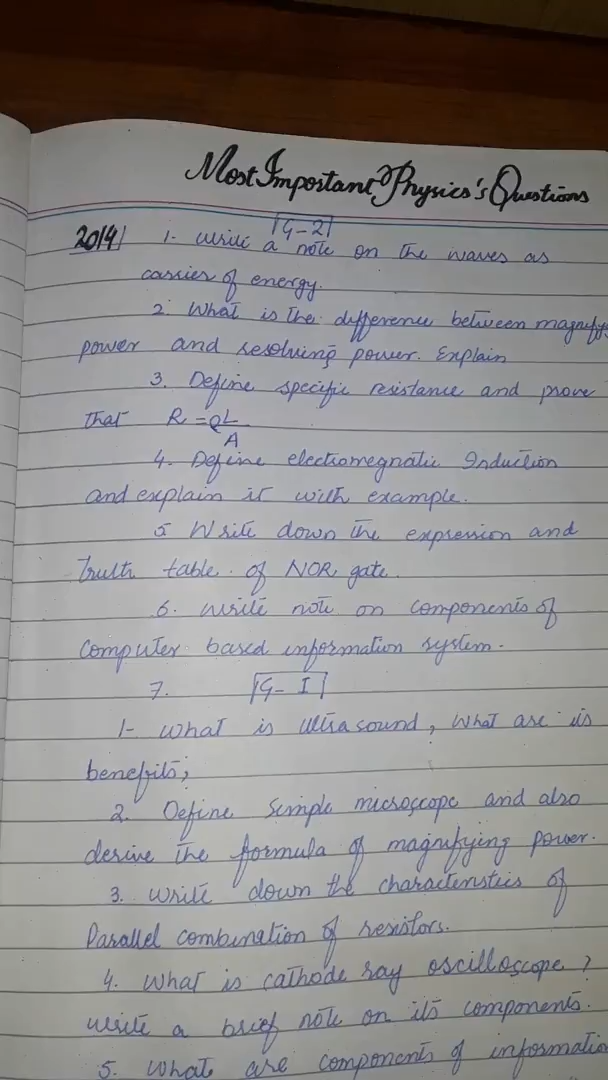 Most Important Physics's Questions
G-2
2014 1- Write a note on the waves as
carries of energy.
2. What is the difference between magnify
power and resolving power. Explain
3. Define specific resistance and prove
that R = ρL/A
4. Define electromegnatic Induction
and explain it with example.
5 Write down the expression and
Truth table of NOR gate.
6. write note on components of
computer based information system.
7. G-I
1- what is ultrasound, what are its
benefits;
2. Define simple microscope and also
derive the formula of magnifying power.
3. write down the characterstics of
Parallel combination of resistors.
4. what is cathode ray oscilloscope?
write a brief note on its components.
5. what are components of informatio